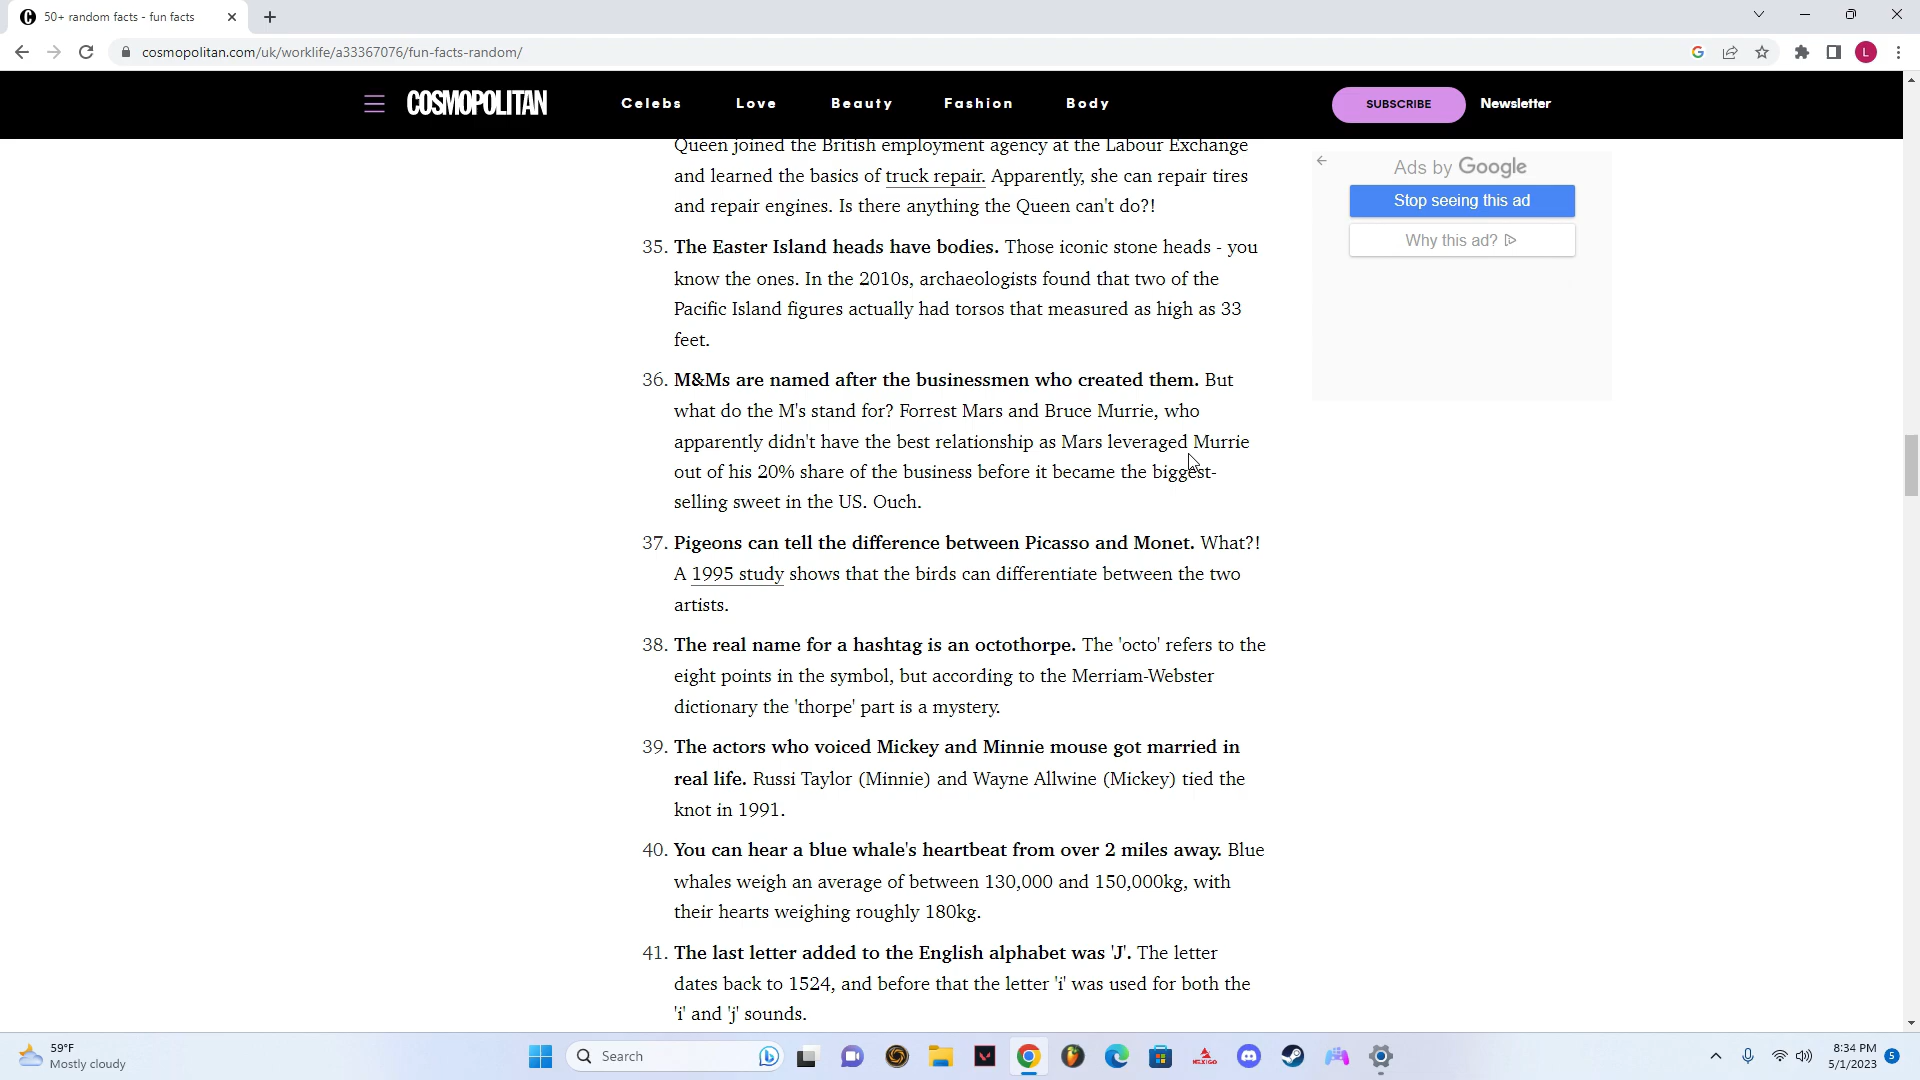 50+ random facts - fun facts
cosmopolitan.com/uk/worklife/a33367076/fun-facts-random/
L
COSMOPOLITAN
Celebs Love Beauty Fashion Body
SUBSCRIBE
Newsletter
Queen joined the British employment agency at the Labour Exchange
and learned the basics of truck repair. Apparently, she can repair tires
and repair engines. Is there anything the Queen can't do?!
35. The Easter Island heads have bodies. Those iconic stone heads - you
know the ones. In the 2010s, archaeologists found that two of the
Pacific Island figures actually had torsos that measured as high as 33
feet.
36. M&Ms are named after the businessmen who created them. But
what do the M's stand for? Forrest Mars and Bruce Murrie, who
apparently didn't have the best relationship as Mars leveraged Murrie
out of his 20% share of the business before it became the biggest-
selling sweet in the US. Ouch.
37. Pigeons can tell the difference between Picasso and Monet. What?!
A 1995 study shows that the birds can differentiate between the two
artists.
38. The real name for a hashtag is an octothorpe. The 'octo' refers to the
eight points in the symbol, but according to the Merriam-Webster
dictionary the 'thorpe' part is a mystery.
39. The actors who voiced Mickey and Minnie mouse got married in
real life. Russi Taylor (Minnie) and Wayne Allwine (Mickey) tied the
knot in 1991.
40. You can hear a blue whale's heartbeat from over 2 miles away. Blue
whales weigh an average of between 130,000 and 150,000kg, with
their hearts weighing roughly 180kg.
41. The last letter added to the English alphabet was 'J'. The letter
dates back to 1524, and before that the letter 'i' was used for both the
'i' and 'j' sounds.
Ads by Google
Stop seeing this ad
Why this ad?
59°F
Mostly cloudy
Search
8:34 PM
5/1/2023
5